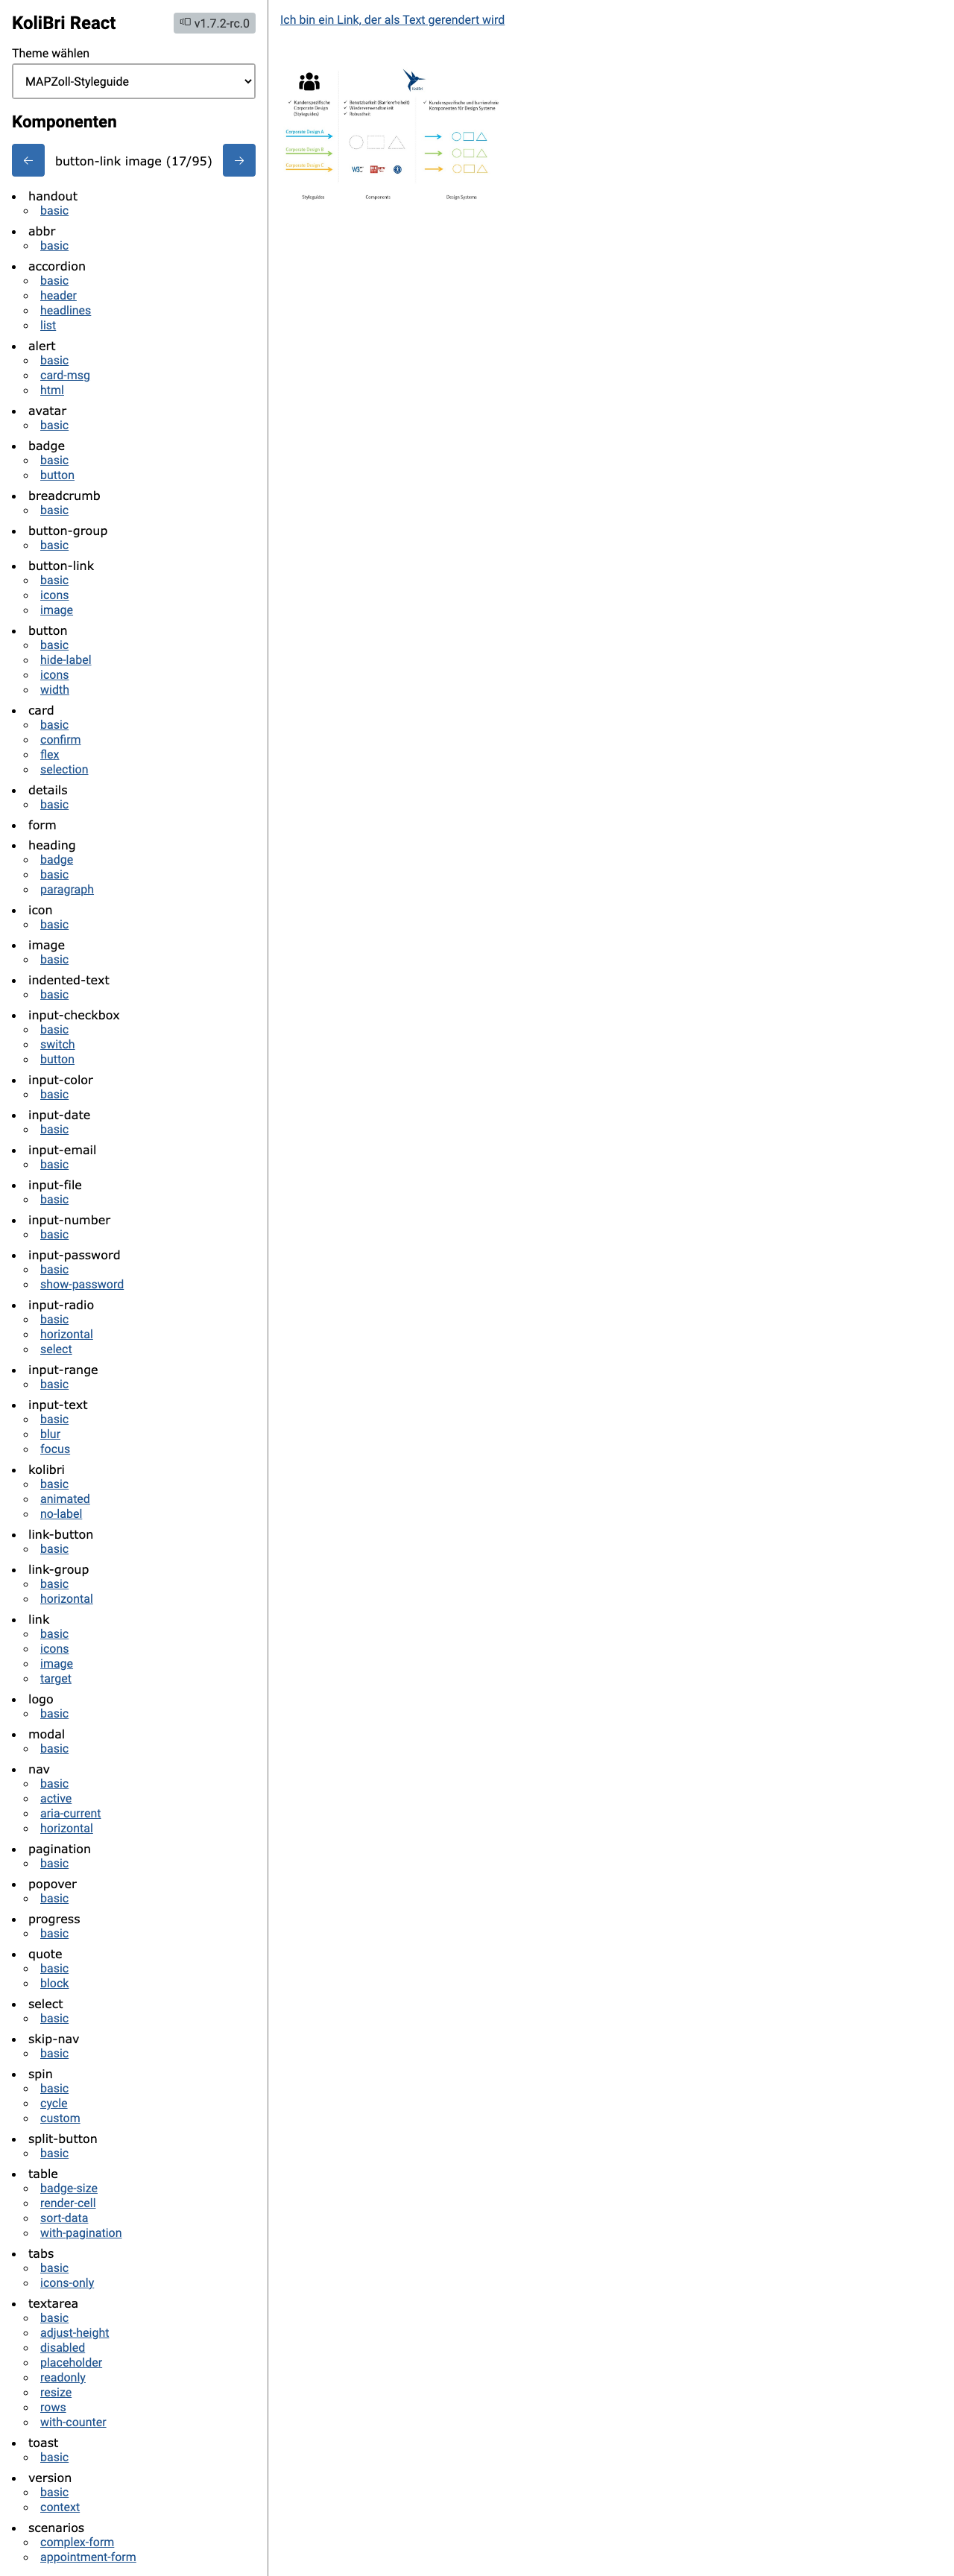 KoliBri React
v1.7.2-rc.0
Theme wählen
MAPZoll-Styleguide
Komponenten
button-link image (17/95)
handout
basic
abbr
basic
accordion
basic
header
headlines
list
alert
basic
card-msg
html
avatar
basic
badge
basic
button
breadcrumb
basic
button-group
basic
button-link
basic
icons
image
button
basic
hide-label
icons
width
card
basic
confirm
flex
selection
details
basic
form
heading
badge
basic
paragraph
icon
basic
image
basic
indented-text
basic
input-checkbox
basic
switch
button
input-color
basic
input-date
basic
input-email
basic
input-file
basic
input-number
basic
input-password
basic
show-password
input-radio
basic
horizontal
select
input-range
basic
input-text
basic
blur
focus
kolibri
basic
animated
no-label
link-button
basic
link-group
basic
horizontal
link
basic
icons
image
target
logo
basic
modal
basic
nav
basic
active
aria-current
horizontal
pagination
basic
popover
basic
progress
basic
quote
basic
block
select
basic
skip-nav
basic
spin
basic
cycle
custom
split-button
basic
table
badge-size
render-cell
sort-data
with-pagination
tabs
basic
icons-only
textarea
basic
adjust-height
disabled
placeholder
readonly
resize
rows
with-counter
toast
basic
version
basic
context
scenarios
complex-form
appointment-form
Ich bin ein Link, der als Text gerendert wird
KoliBri
✓ Kundenspezifische
Corporate Design
(Styleguides)
✓ Benutzbarkeit (Barrierefreiheit)
✓ Wiederverwendbarkeit
✓ Robustheit
✓ Kundenspezifische und barrierefreie
Komponenten für Design Systeme
Corporate Design A
Corporate Design B
Corporate Design C
W3C
Styleguides
Components
Design Systems